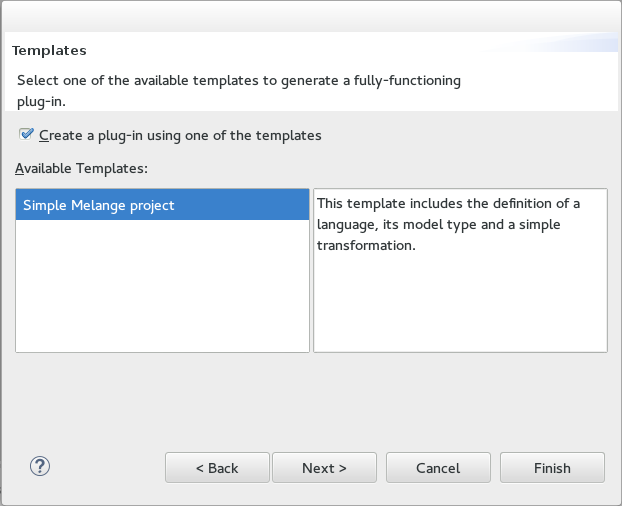 Templates
Select one of the available templates to generate a fully-functioning
plug-in.
Create a plug-in using one of the templates
Available Templates:
Simple Melange project
This template includes the definition of a
language, its model type and a simple
transformation.
?
< Back
Next >
Cancel
Finish